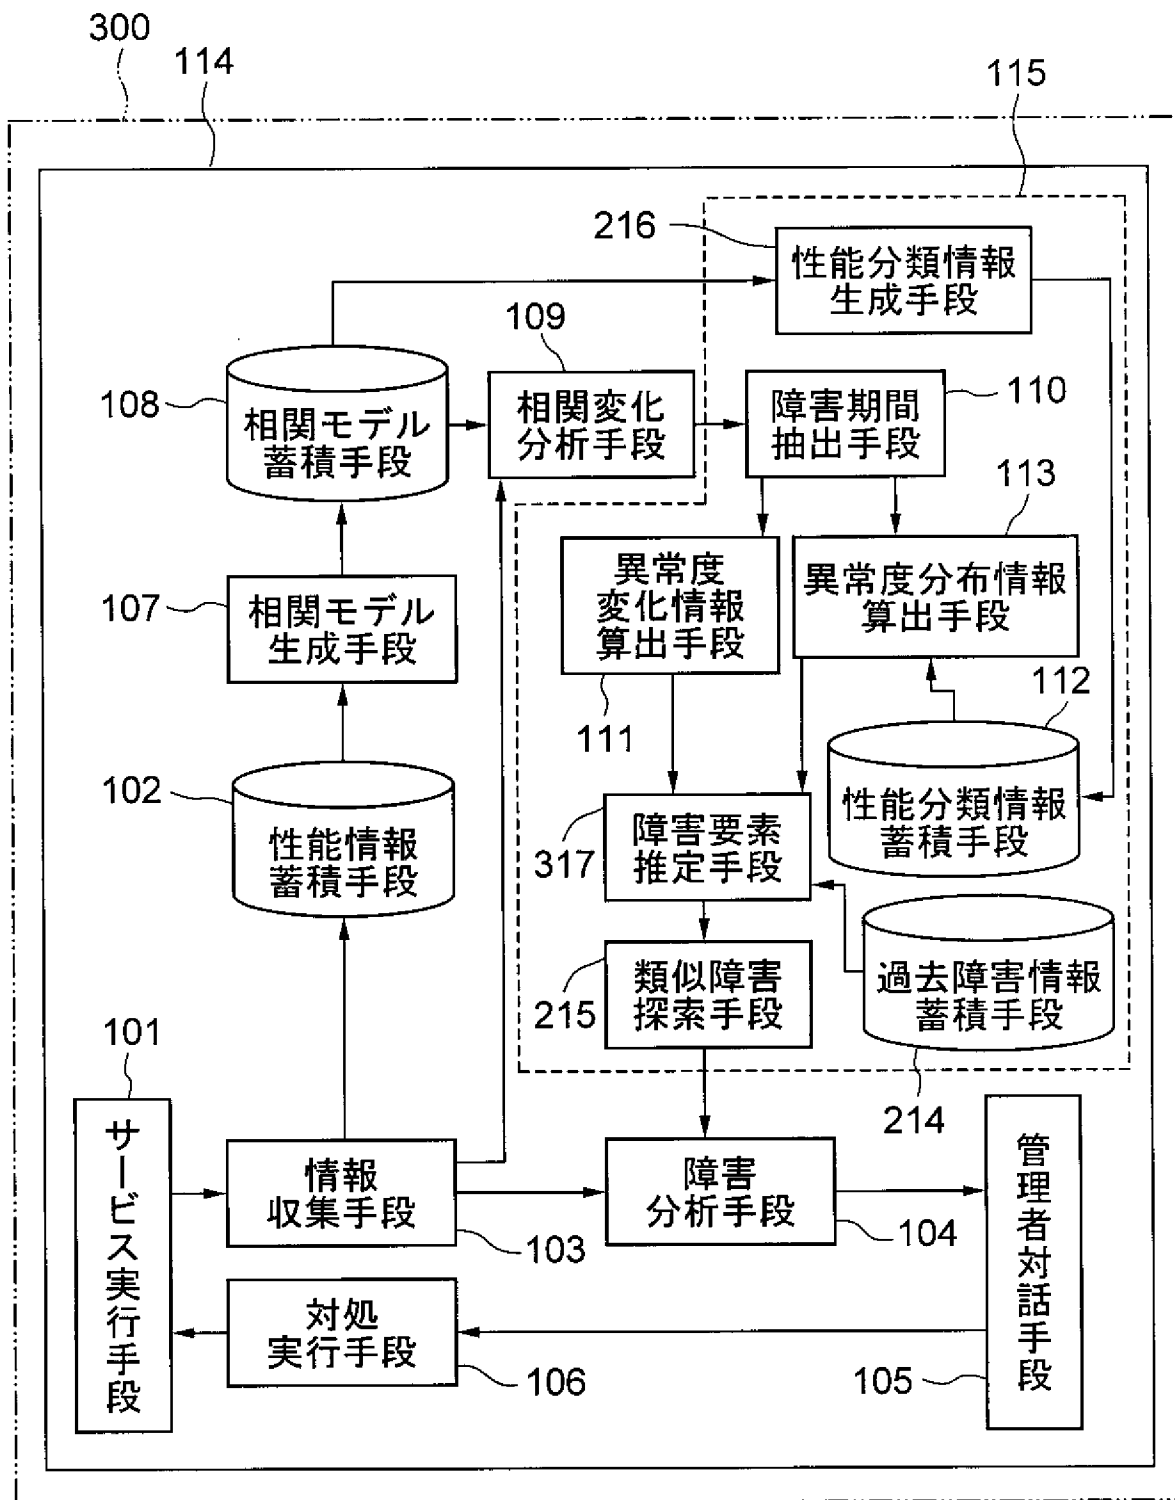 300
114
115
216
性能分類情報
生成手段
109
108
相関モデル
蓄積手段
相関変化
分析手段
障害期間
抽出手段
110
113
異常度
変化情報
算出手段
異常度分布情報
算出手段
107
相関モデル
生成手段
111
112
102
性能情報
蓄積手段
性能分類情報
蓄積手段
317
障害要素
推定手段
215
類似障害
探索手段
過去障害情報
蓄積手段
214
101
サービス実行手段
情報
収集手段
103
障害
分析手段
104
管理者対話手段
対処
実行手段
106
105